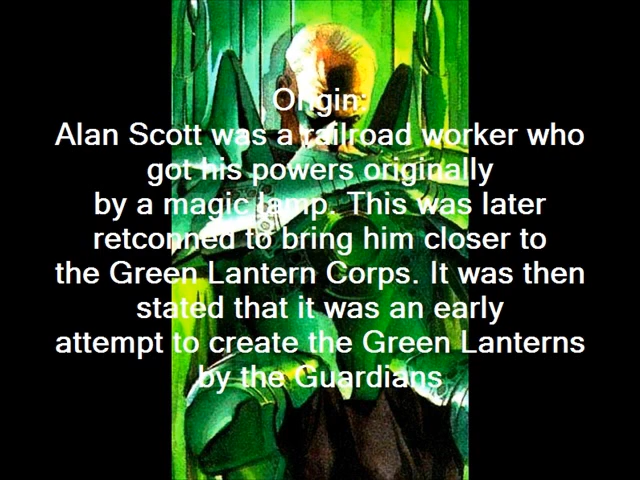 Origin:
Alan Scott was a railroad worker who
got his powers originally
by a magic lamp. This was later
retconned to bring him closer to
the Green Lantern Corps. It was then
stated that it was an early
attempt to create the Green Lanterns
by the Guardians